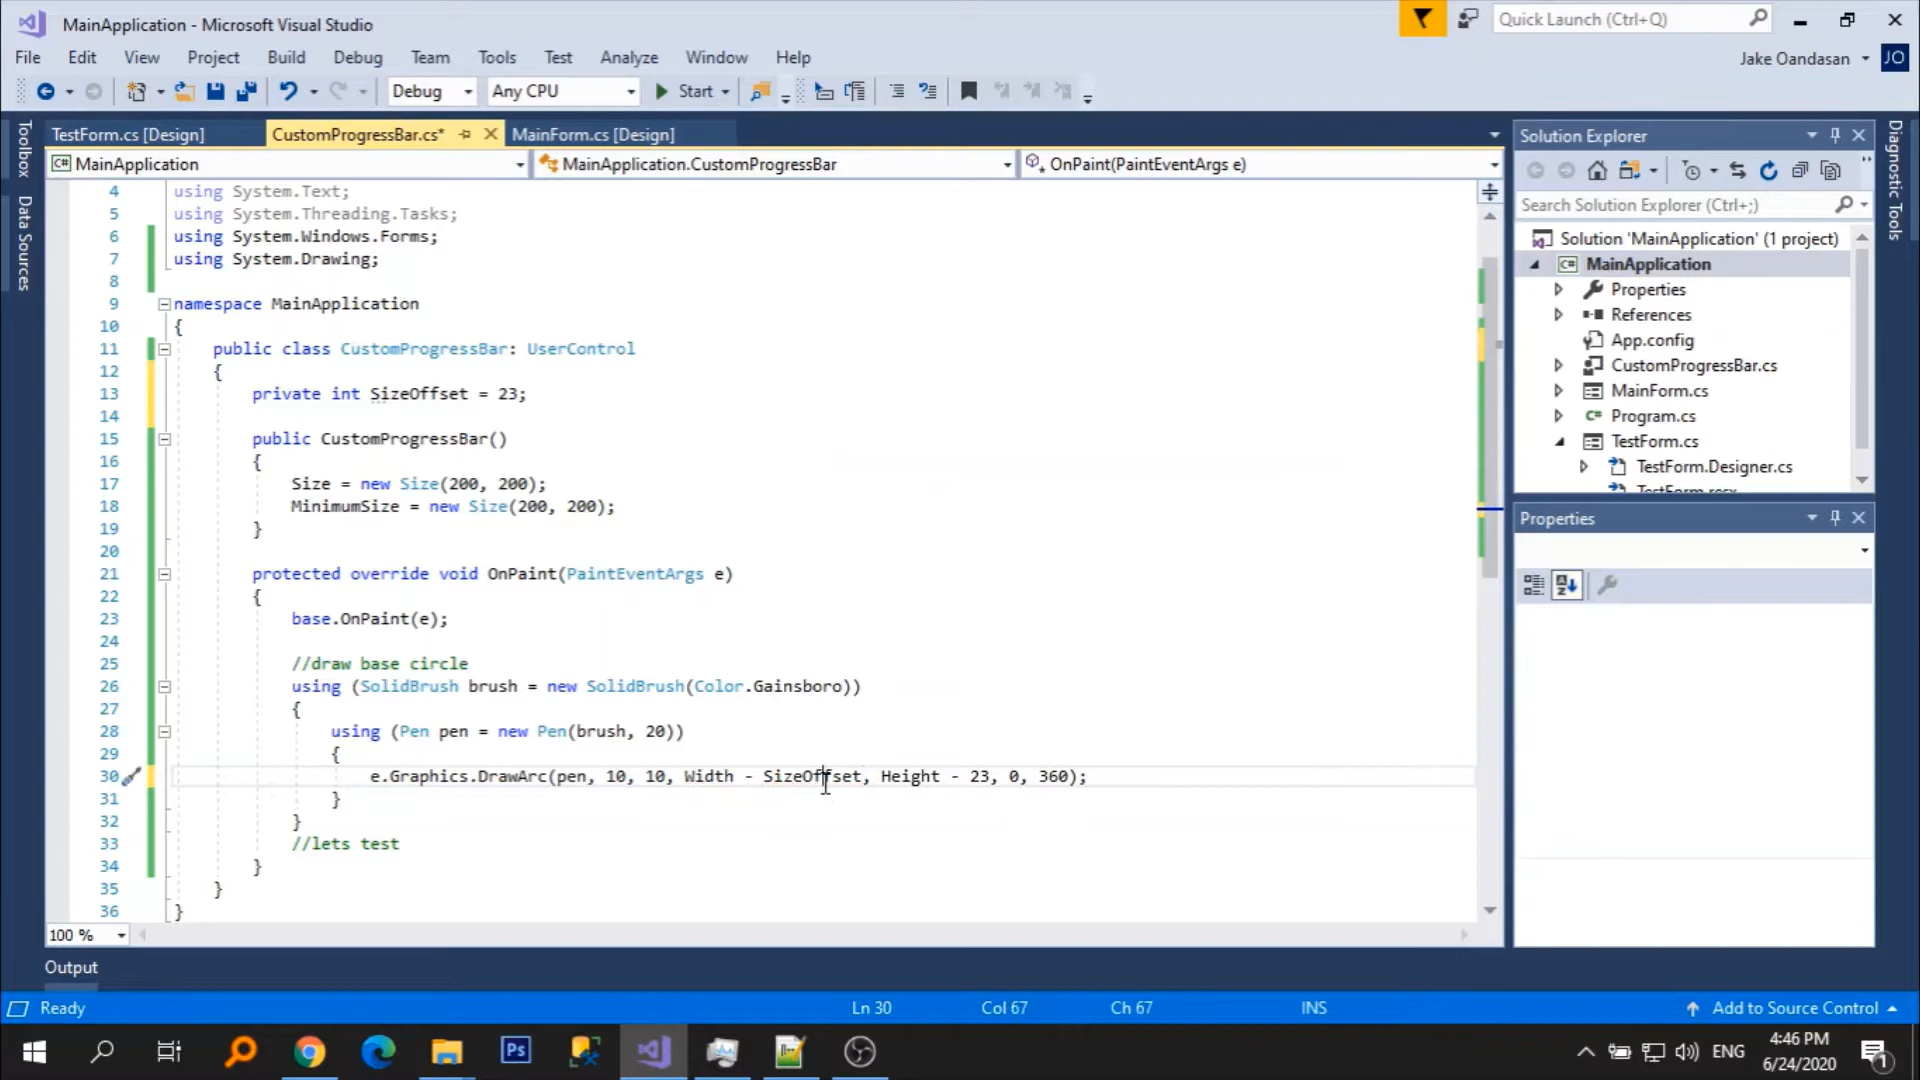 MainApplication - Microsoft Visual Studio
Quick Launch (Ctrl+Q)
File Edit View Project Build Debug Team Tools Test Analyze Window Help
Jake Oandasan JO
Debug Any CPU Start
Toolbox
Data Sources
TestForm.cs [Design] CustomProgressBar.cs* MainForm.cs [Design]
C# MainApplication MainApplication.CustomProgressBar OnPaint(PaintEventArgs e)
4 using System.Text;
5 using System.Threading.Tasks;
6 using System.Windows.Forms;
7 using System.Drawing;
8
9 namespace MainApplication
10 {
11 public class CustomProgressBar: UserControl
12 {
13 private int SizeOffset = 23;
14
15 public CustomProgressBar()
16 {
17 Size = new Size(200, 200);
18 MinimumSize = new Size(200, 200);
19 }
20
21 protected override void OnPaint(PaintEventArgs e)
22 {
23 base.OnPaint(e);
24
25 //draw base circle
26 using (SolidBrush brush = new SolidBrush(Color.Gainsboro))
27 {
28 using (Pen pen = new Pen(brush, 20))
29 {
30 e.Graphics.DrawArc(pen, 10, 10, Width - SizeOffset, Height - 23, 0, 360);
31 }
32 }
33 //lets test
34 }
35 }
36 }
100 %
Solution Explorer
Search Solution Explorer (Ctrl+;)
Solution 'MainApplication' (1 project)
C# MainApplication
Properties
References
App.config
CustomProgressBar.cs
MainForm.cs
C# Program.cs
TestForm.cs
TestForm.Designer.cs
TestForm.resx
Properties
Diagnostic Tools
Output
Ready Ln 30 Col 67 Ch 67 INS Add to Source Control
Ps
ENG
4:46 PM
6/24/2020
1